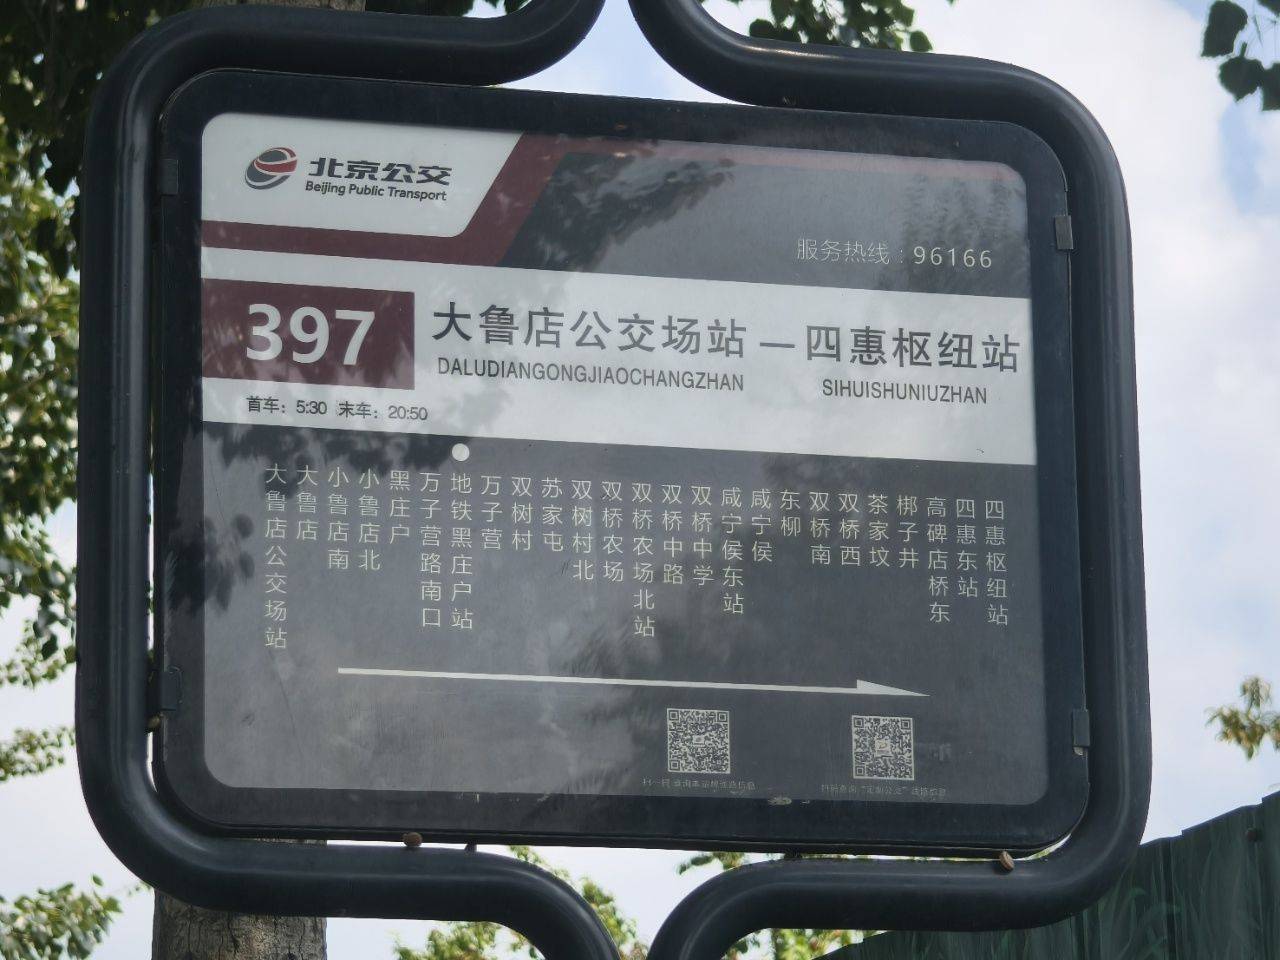 北京公交
Beijing Public Transport
服务热线：96166
397
大鲁店公交场站—四惠枢纽站
DALUDIANGONGJIAOCHANGZHAN
SIHUISHUNIUZHAN
首车：5:30 末车：20:50
大鲁店公交场站
大鲁店
小鲁店南
小鲁店北
黑庄户
万子营路南口
地铁黑庄户站
万子营
双树村
苏家屯
双树村北
双桥农场
双桥农场北站
双桥中路
双桥中学
咸宁侯东站
咸宁侯
东柳
双桥南
双桥西
茶家坟
梆子井
高碑店桥东
四惠东站
四惠枢纽站